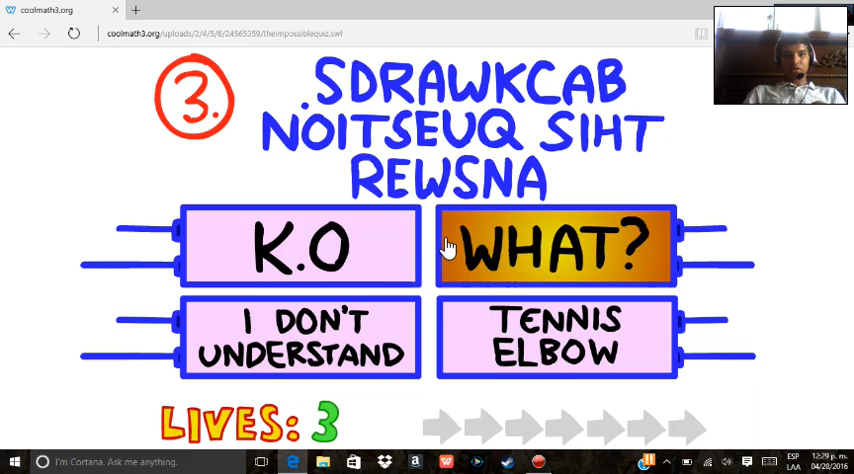 coolmath3.org
coolmath3.org/uploads/2/4/5/6/24565359/theimpossiblequiz.swf
3.
.SDRAWKCAB
NOITSEUQ SIHT
REWSNA
K.O
WHAT?
I DON'T
UNDERSTAND
TENNIS
ELBOW
LIVES: 3
I'm Cortana. Ask me anything.
ESP
LAA
12:29 p. m.
04/28/2016